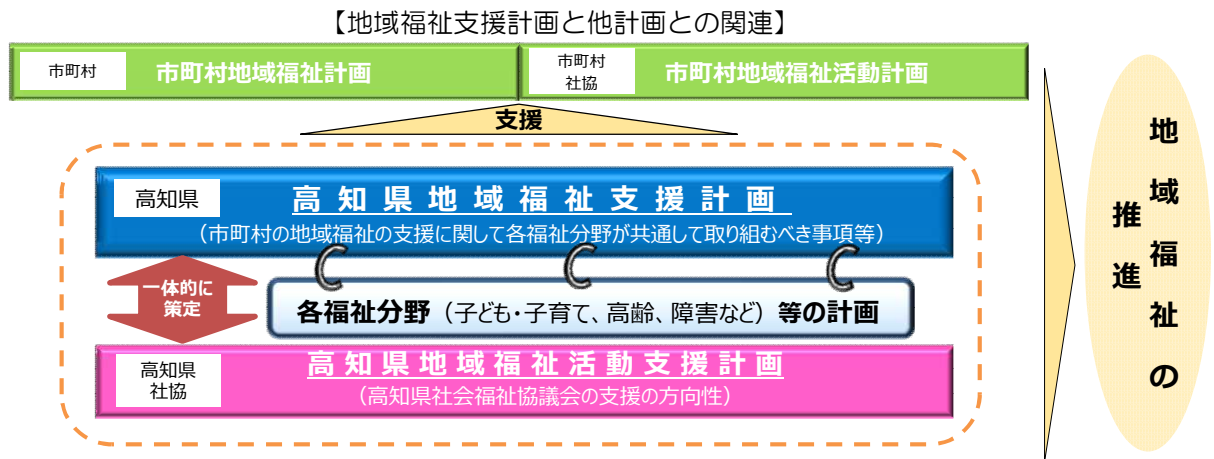 【地域福祉支援計画と他計画との関連】
市町村
市町村地域福祉計画
市町村
社協
市町村地域福祉活動計画
支援
高知県
高知県地域福祉支援計画
（市町村の地域福祉の支援に関して各福祉分野が共通して取り組むべき事項等）
一体的に
策定
各福祉分野（子ども・子育て、高齢、障害など）等の計画
高知県
社協
高知県地域福祉活動支援計画
（高知県社会福祉協議会の支援の方向性）
地域福祉の
推進